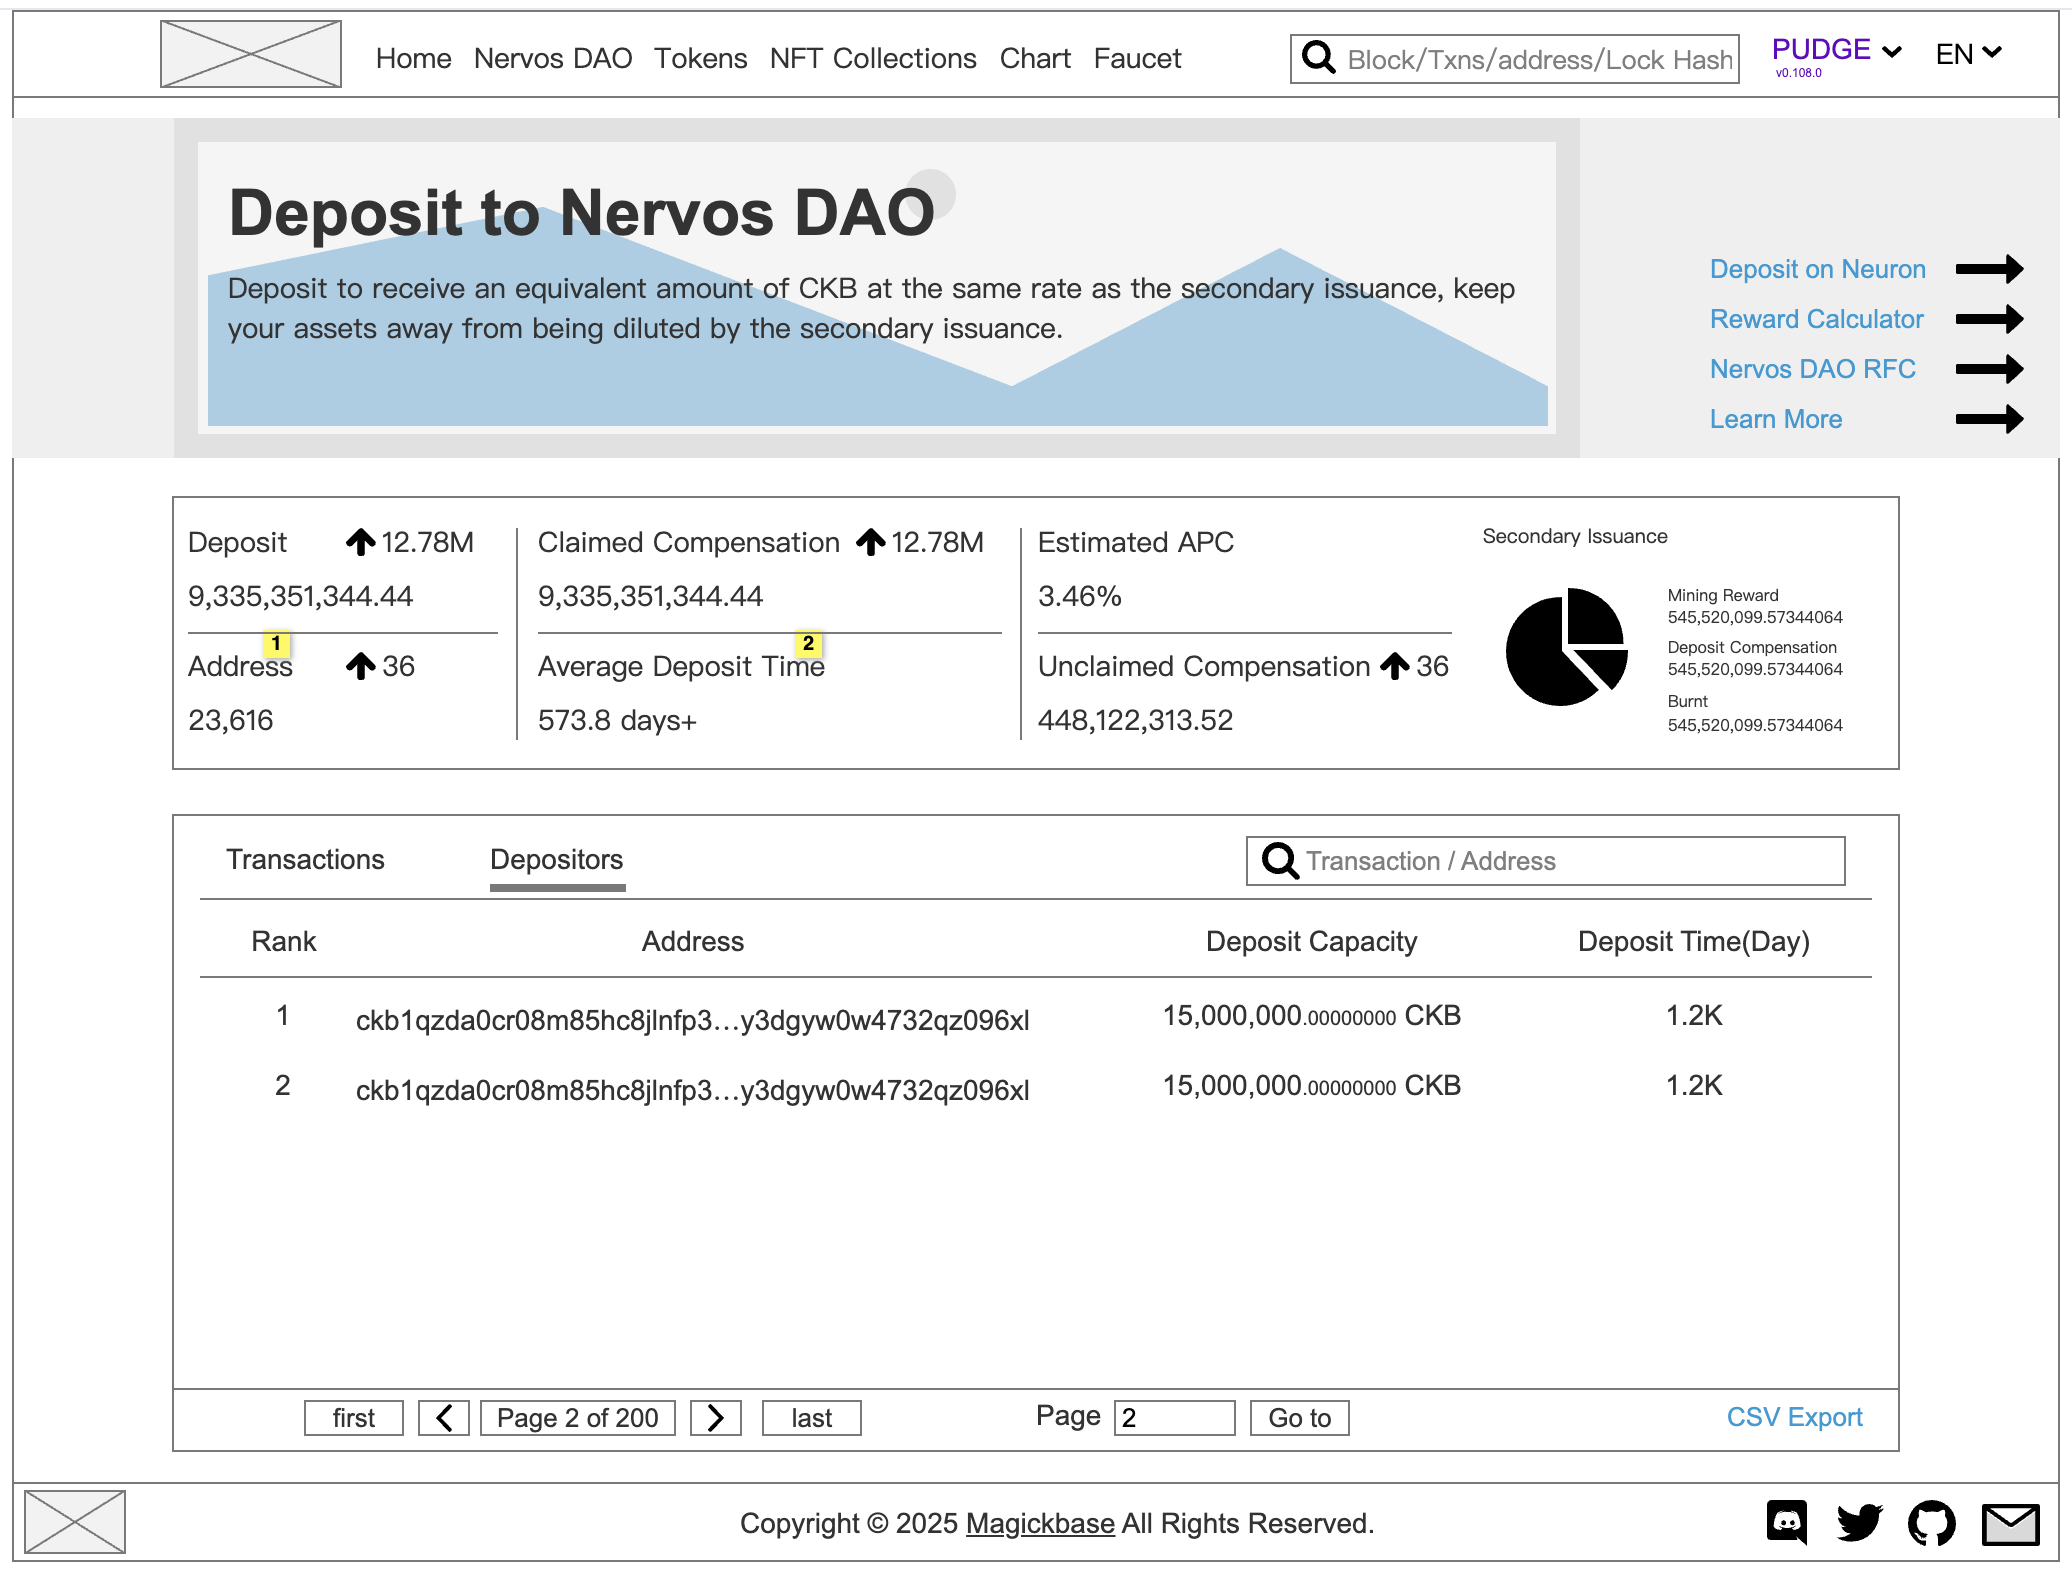 Home Nervos DAO Tokens NFT Collections Chart Faucet
Block/Txns/address/Lock Hash
PUDGE
v0.108.0
EN
Deposit to Nervos DAO
Deposit to receive an equivalent amount of CKB at the same rate as the secondary issuance, keep
your assets away from being diluted by the secondary issuance.
Deposit on Neuron
Reward Calculator
Nervos DAO RFC
Learn More
Deposit 12.78M
9,335,351,344.44
1
Address 36
23,616
Claimed Compensation 12.78M
9,335,351,344.44
2
Average Deposit Time
573.8 days+
Estimated APC
3.46%
Unclaimed Compensation 36
448,122,313.52
Secondary Issuance
Mining Reward
545,520,099.57344064
Deposit Compensation
545,520,099.57344064
Burnt
545,520,099.57344064
Transactions Depositors
Transaction / Address
Rank Address Deposit Capacity Deposit Time(Day)
1 ckb1qzda0cr08m85hc8jlnfp3...y3dgyw0w4732qz096xl 15,000,000.00000000 CKB 1.2K
2 ckb1qzda0cr08m85hc8jlnfp3...y3dgyw0w4732qz096xl 15,000,000.00000000 CKB 1.2K
first Page 2 of 200 last Page 2 Go to CSV Export
Copyright © 2025 Magickbase All Rights Reserved.